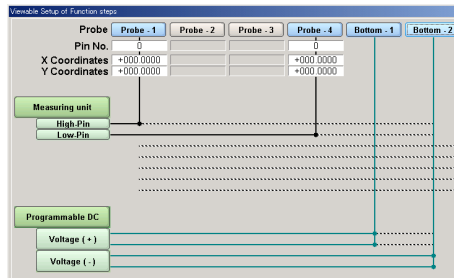 Viewable Setup of Function steps
Probe Probe - 1 Probe - 2 Probe - 3 Probe - 4 Bottom - 1 Bottom - 2
Pin No. 0 0
X Coordinates +000.0000 +000.0000
Y Coordinates +000.0000 +000.0000
Measuring unit
High-Pin
Low-Pin
Programmable DC
Voltage ( + )
Voltage ( - )